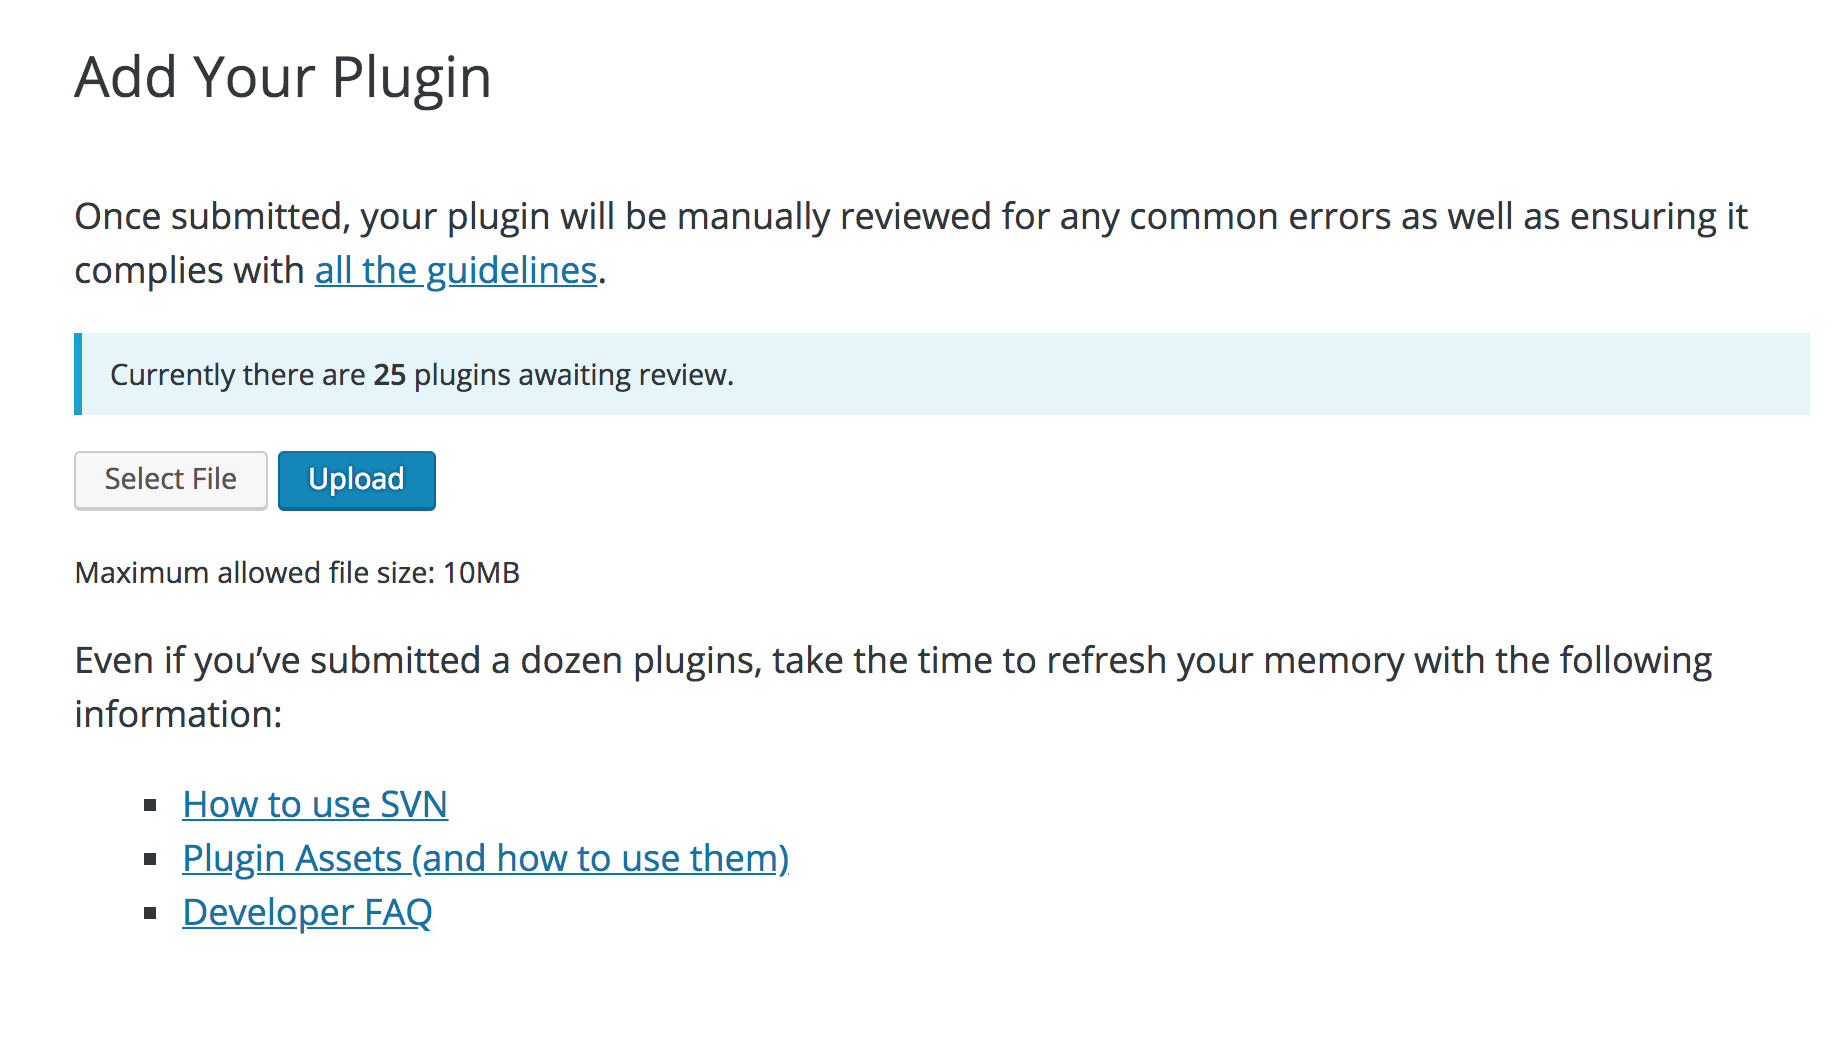 Add Your Plugin
Once submitted, your plugin will be manually reviewed for any common errors as well as ensuring it
complies with all the guidelines.
Currently there are 25 plugins awaiting review.
Select File Upload
Maximum allowed file size: 10MB
Even if you’ve submitted a dozen plugins, take the time to refresh your memory with the following
information:
▪ How to use SVN
▪ Plugin Assets (and how to use them)
▪ Developer FAQ